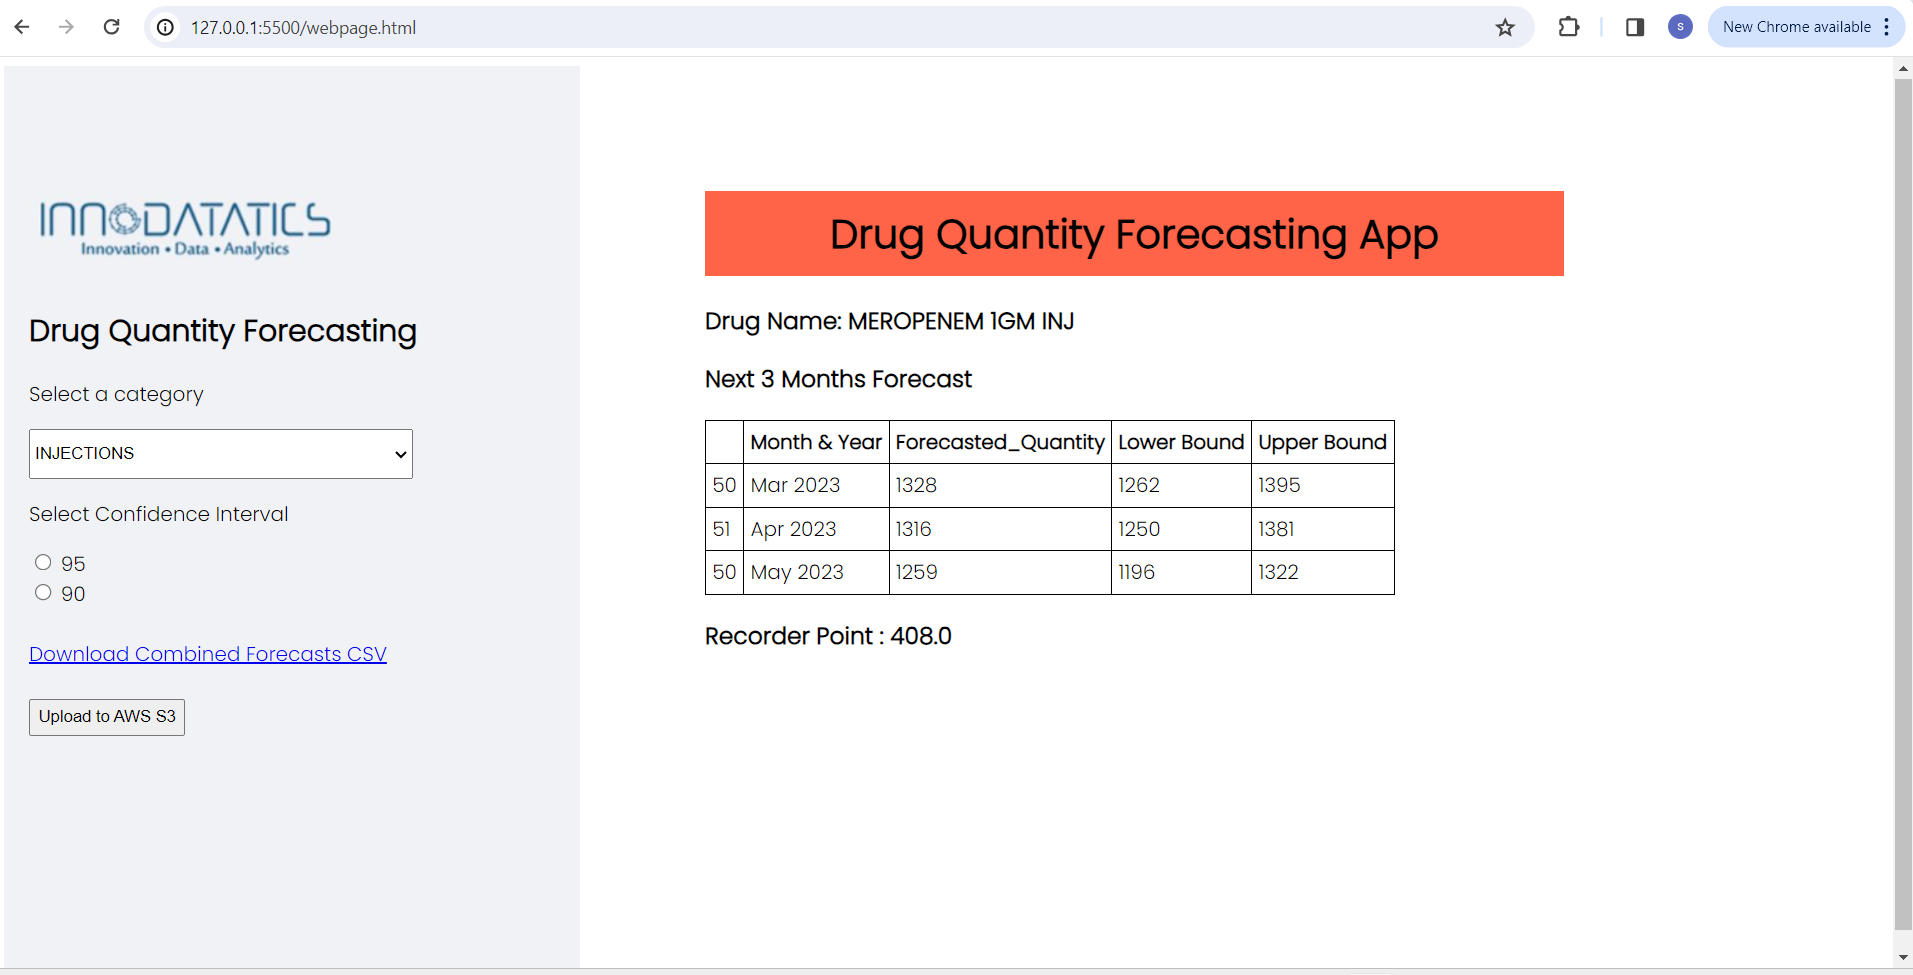 127.0.0.1:5500/webpage.html
S
New Chrome available
INNODATATICS
Innovation • Data • Analytics
Drug Quantity Forecasting
Select a category
INJECTIONS
Select Confidence Interval
95
90
Download Combined Forecasts CSV
Upload to AWS S3
Drug Quantity Forecasting App
Drug Name: MEROPENEM 1GM INJ
Next 3 Months Forecast
Month & Year Forecasted_Quantity Lower Bound Upper Bound
50 Mar 2023 1328 1262 1395
51 Apr 2023 1316 1250 1381
50 May 2023 1259 1196 1322
Recorder Point : 408.0